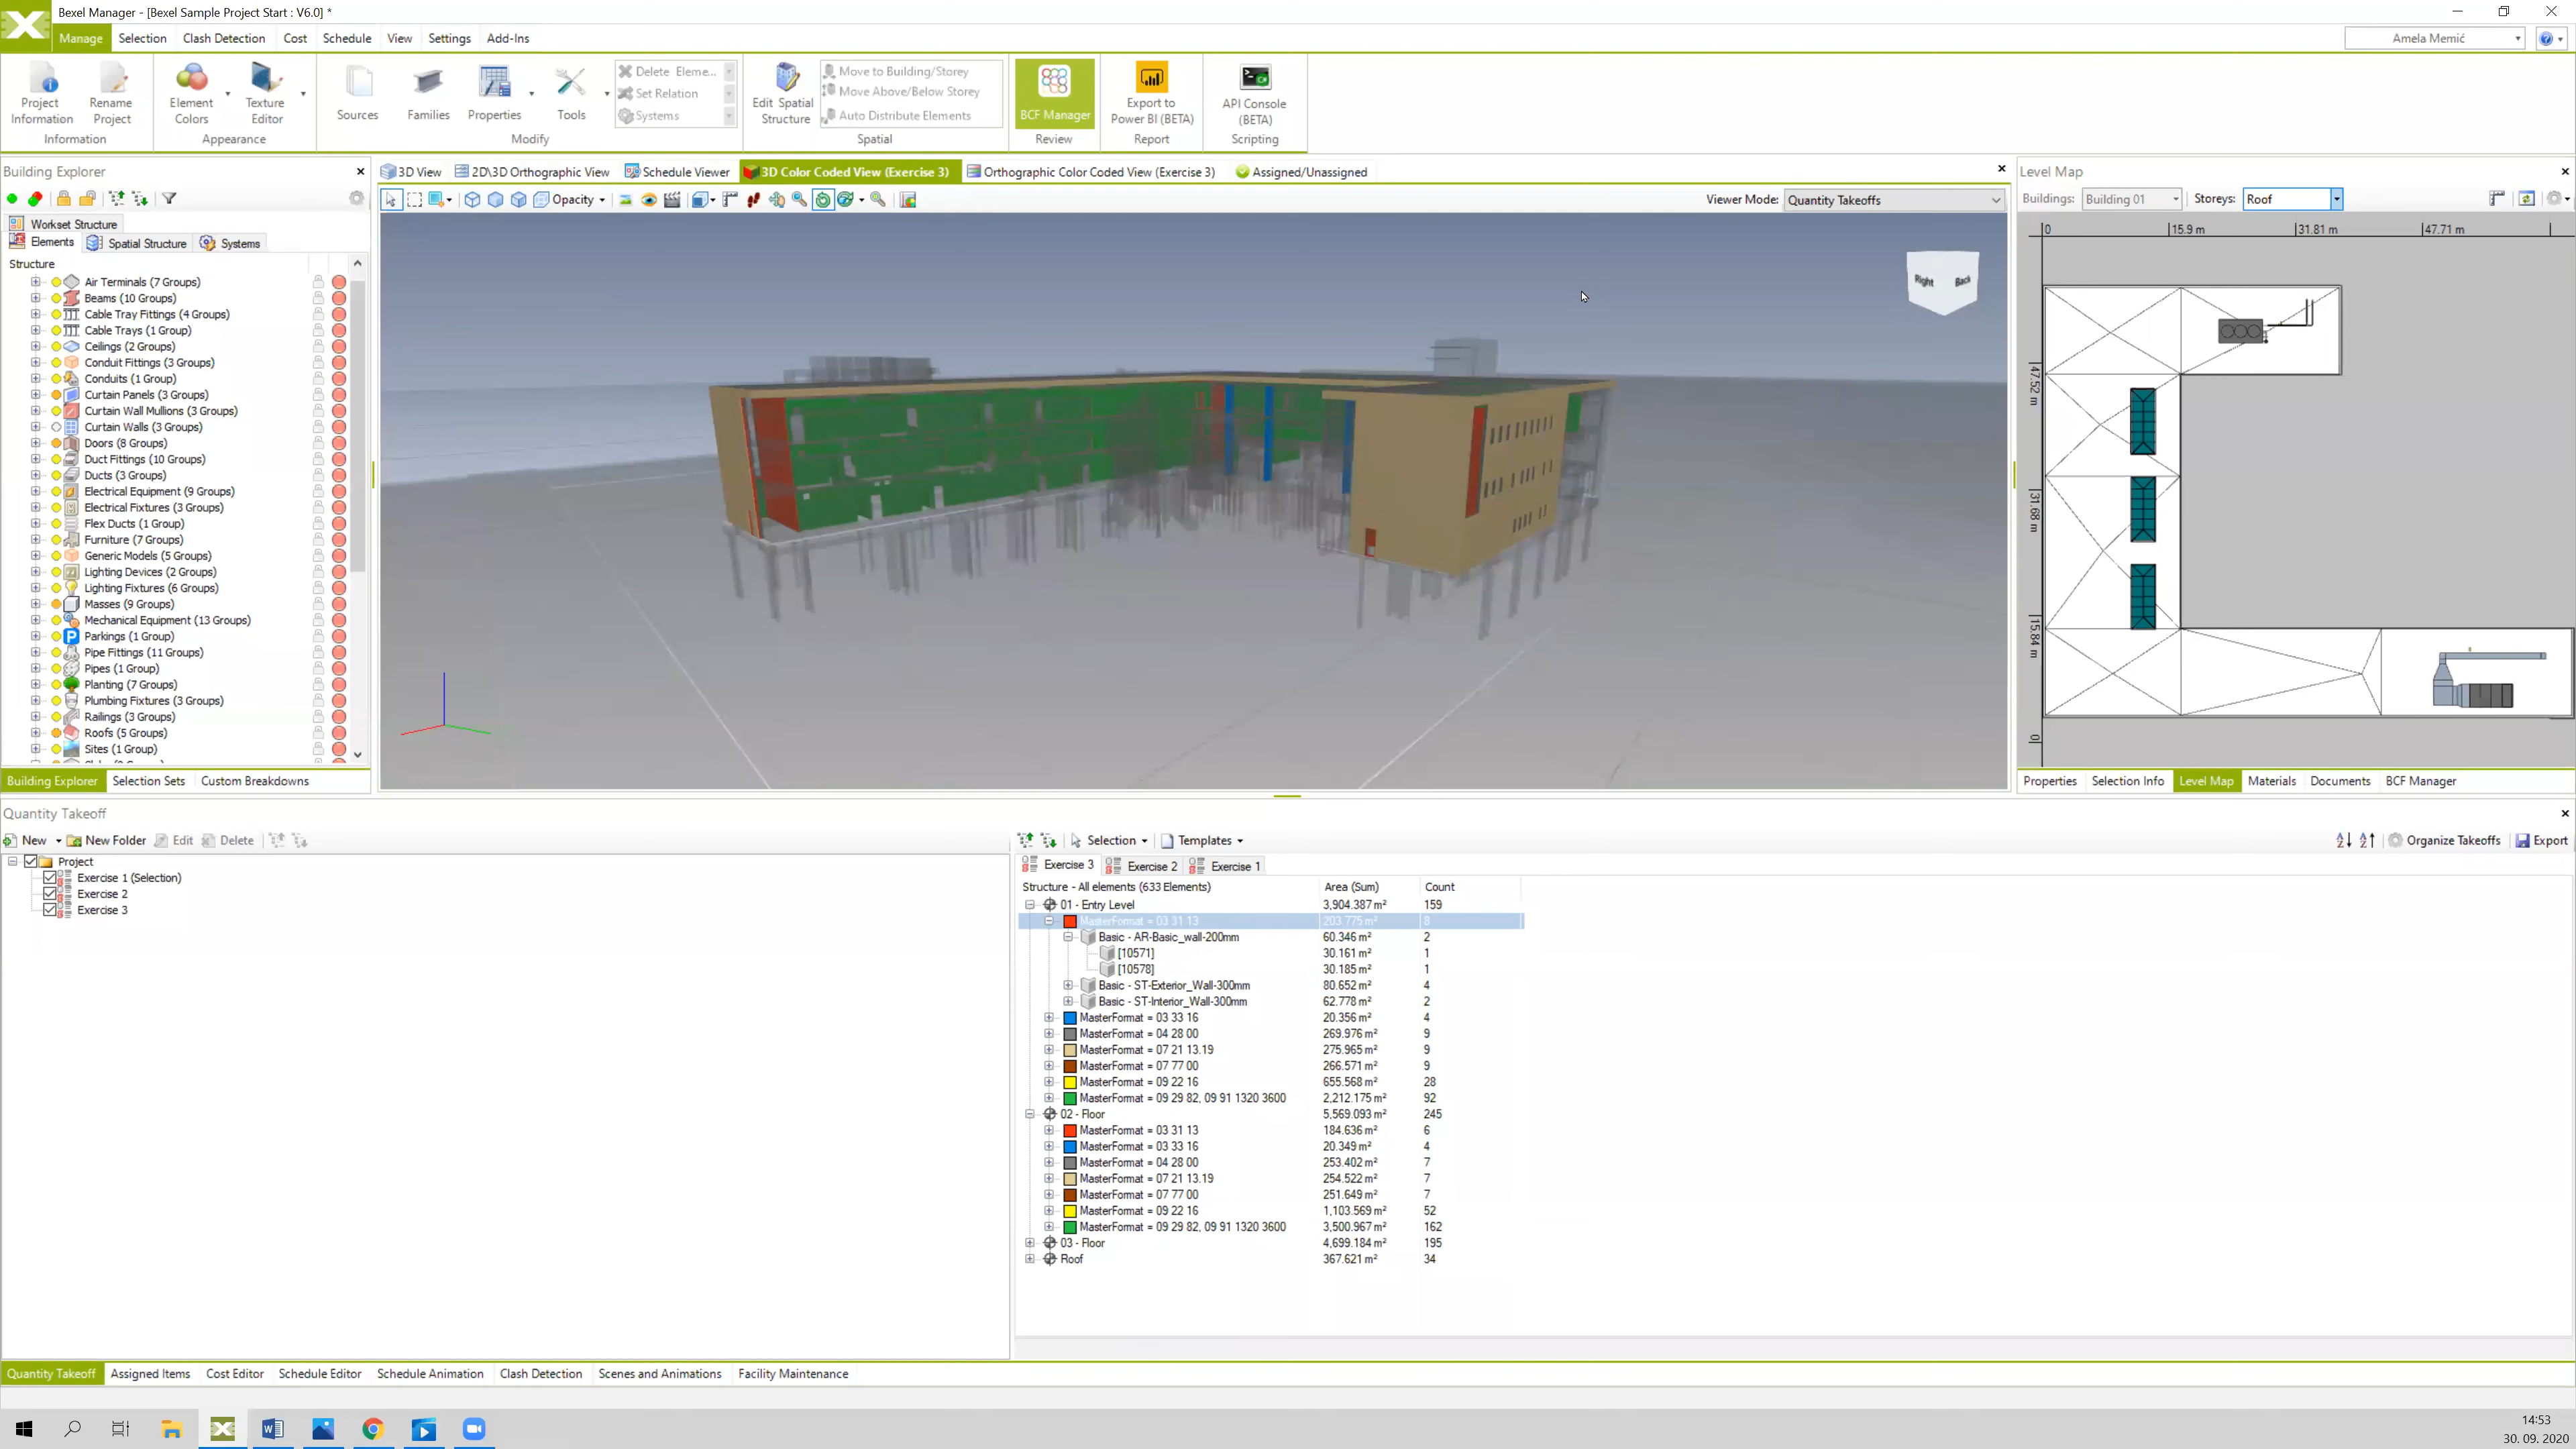 Bexel Manager - [Bexel Sample Project Start : V6.0] *
Manage Selection Clash Detection Cost Schedule View Settings Add-Ins
Amela Memić
Project Information
Rename Project
Element Colors
Texture Editor
Sources
Families
Properties
Tools
Delete Eleme...
Set Relation
Systems
Edit Spatial Structure
Move to Building/Storey
Move Above/Below Storey
Auto Distribute Elements
BCF Manager
Export to Power BI (BETA)
API Console (BETA)
Information Appearance Modify Spatial Review Report Scripting
Building Explorer
Workset Structure
Elements Spatial Structure Systems
Structure
Air Terminals (7 Groups)
Beams (10 Groups)
Cable Tray Fittings (4 Groups)
Cable Trays (1 Group)
Ceilings (2 Groups)
Conduit Fittings (3 Groups)
Conduits (1 Group)
Curtain Panels (3 Groups)
Curtain Wall Mullions (3 Groups)
Curtain Walls (3 Groups)
Doors (8 Groups)
Duct Fittings (10 Groups)
Ducts (3 Groups)
Electrical Equipment (9 Groups)
Electrical Fixtures (3 Groups)
Flex Ducts (1 Group)
Furniture (7 Groups)
Generic Models (5 Groups)
Lighting Devices (2 Groups)
Lighting Fixtures (6 Groups)
Masses (9 Groups)
Mechanical Equipment (13 Groups)
Parkings (1 Group)
Pipe Fittings (11 Groups)
Pipes (1 Group)
Planting (7 Groups)
Plumbing Fixtures (3 Groups)
Railings (3 Groups)
Roofs (5 Groups)
Sites (1 Group)
Building Explorer Selection Sets Custom Breakdowns
3D View 2D\3D Orthographic View Schedule Viewer 3D Color Coded View (Exercise 3) Orthographic Color Coded View (Exercise 3) Assigned/Unassigned
Opacity
Viewer Mode: Quantity Takeoffs
Right Back
Level Map
Buildings: Building 01 Storeys: Roof
0 15.9 m 31.81 m 47.71 m
47.52 m
31.68 m
15.84 m
0
Properties Selection Info Level Map Materials Documents BCF Manager
Quantity Takeoff
New New Folder Edit Delete
Project
Exercise 1 (Selection)
Exercise 2
Exercise 3
Selection Templates
Organize Takeoffs Export
Exercise 3 Exercise 2 Exercise 1
Structure - All elements (633 Elements) Area (Sum) Count
01 - Entry Level 3,904.387 m² 159
MasterFormat = 03 31 13 203.775 m² 8
Basic - AR-Basic_wall-200mm 60.346 m² 2
[10571] 30.161 m² 1
[10578] 30.185 m² 1
Basic - ST-Exterior_Wall-300mm 80.652 m² 4
Basic - ST-Interior_Wall-300mm 62.778 m² 2
MasterFormat = 03 33 16 20.356 m² 4
MasterFormat = 04 28 00 269.976 m² 9
MasterFormat = 07 21 13.19 275.965 m² 9
MasterFormat = 07 77 00 266.571 m² 9
MasterFormat = 09 22 16 655.568 m² 28
MasterFormat = 09 29 82, 09 91 1320 3600 2,212.175 m² 92
02 - Floor 5,569.093 m² 245
MasterFormat = 03 31 13 184.636 m² 6
MasterFormat = 03 33 16 20.349 m² 4
MasterFormat = 04 28 00 253.402 m² 7
MasterFormat = 07 21 13.19 254.522 m² 7
MasterFormat = 07 77 00 251.649 m² 7
MasterFormat = 09 22 16 1,103.569 m² 52
MasterFormat = 09 29 82, 09 91 1320 3600 3,500.967 m² 162
03 - Floor 4,699.184 m² 195
Roof 367.621 m² 34
Quantity Takeoff Assigned Items Cost Editor Schedule Editor Schedule Animation Clash Detection Scenes and Animations Facility Maintenance
14:53
30. 09. 2020